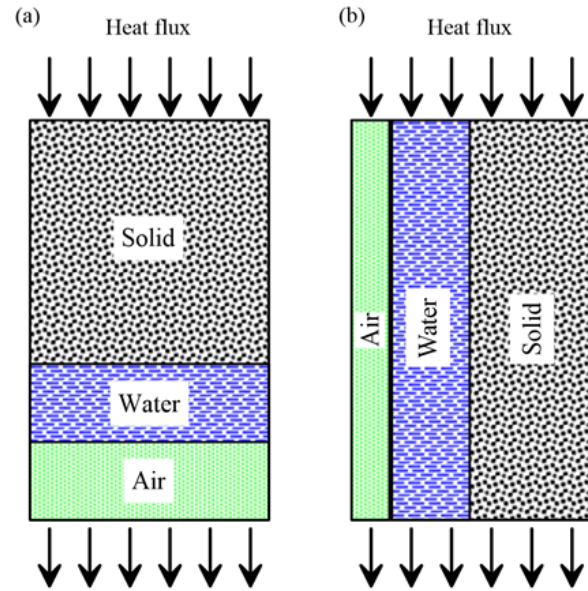 (a)
Heat flux
Solid
Water
Air
(b)
Heat flux
Air
Water
Solid